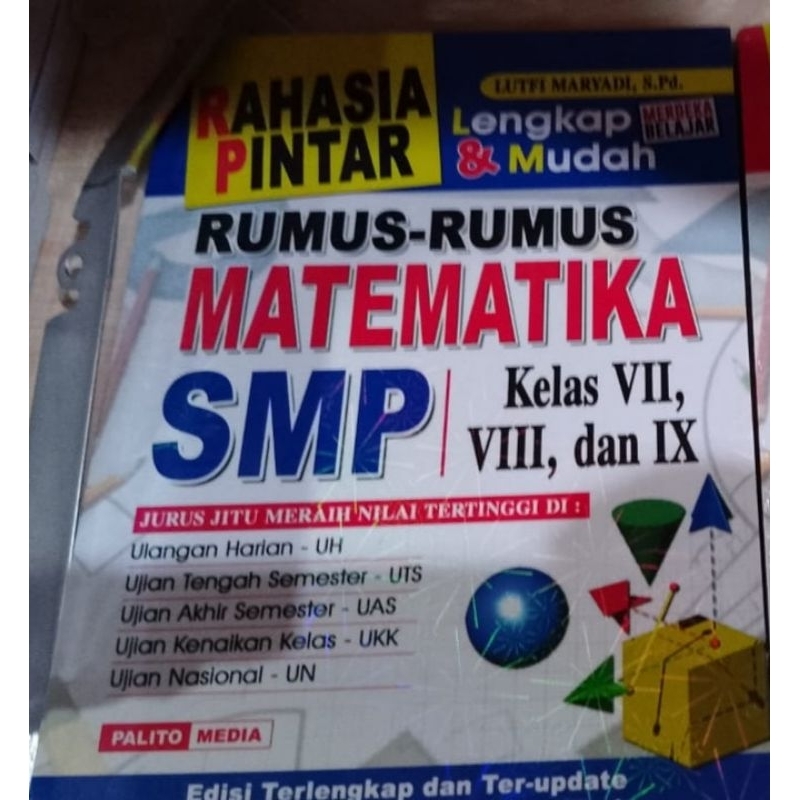 RAHASIA
PINTAR
LUTFI MARYADI, S.Pd.
Lengkap
& Mudah
MERDEKA
BELAJAR
RUMUS-RUMUS
MATEMATIKA
SMP
Kelas VII,
VIII, dan IX
JURUS JITU MERAIH NILAI TERTINGGI DI :
Ulangan Harian - UH
Ujian Tengah Semester - UTS
Ujian Akhir Semester - UAS
Ujian Kenaikan Kelas - UKK
Ujian Nasional - UN
PALITO MEDIA
Edisi Terlengkap dan Ter-update